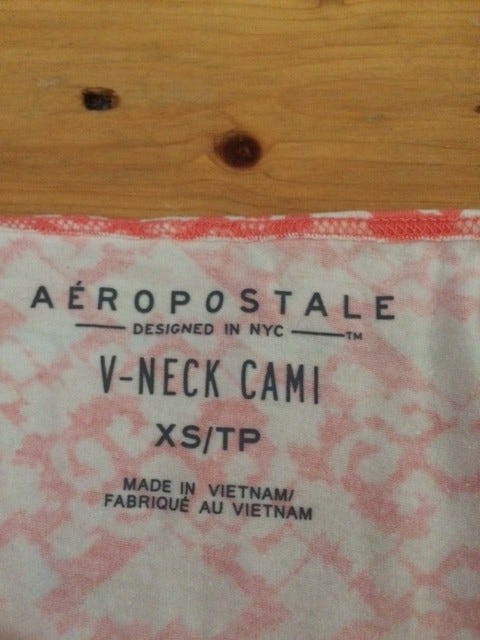 AÉROPOSTALE
DESIGNED IN NYC TM
V-NECK CAMI
XS/TP
MADE IN VIETNAM/
FABRIQUÉ AU VIETNAM